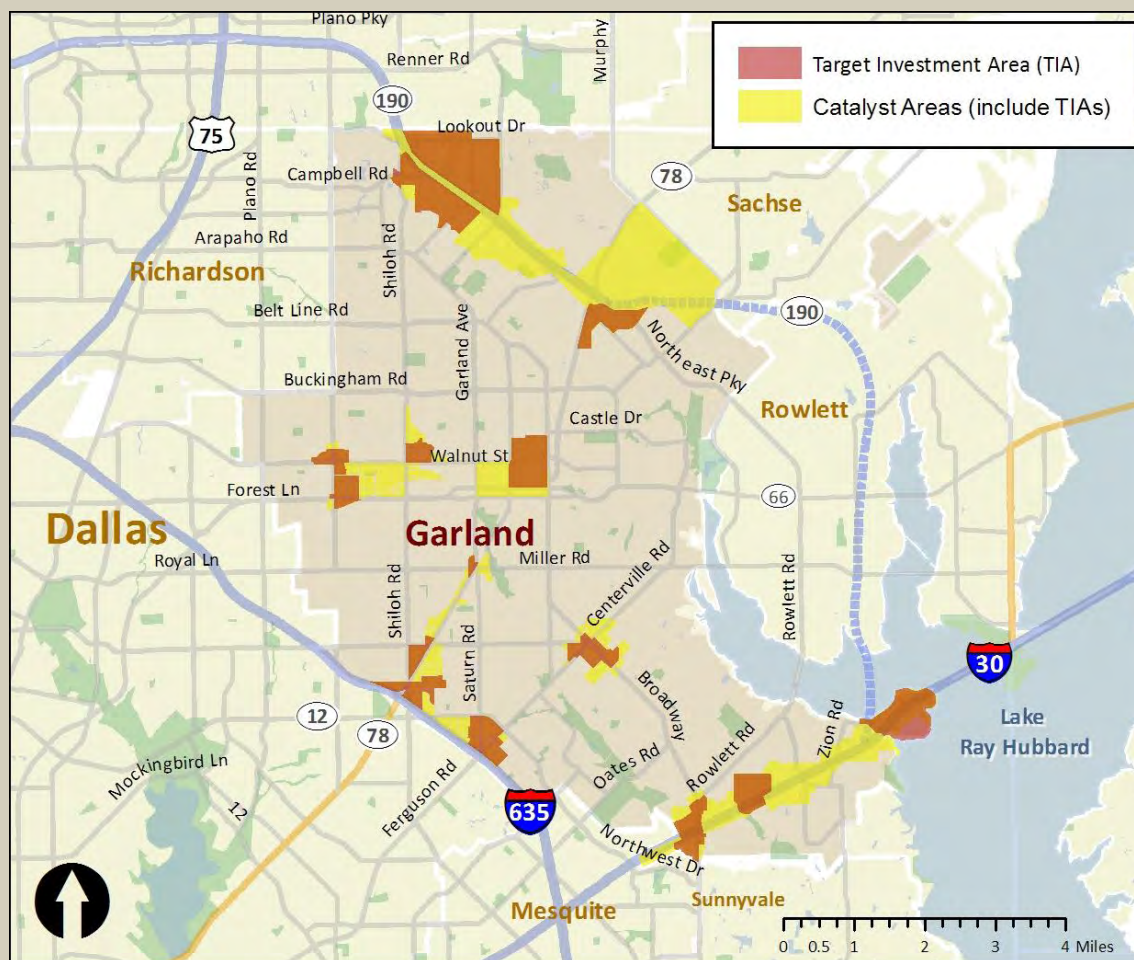 Plano Pky
Renner Rd
Murphy
Target Investment Area (TIA)
Catalyst Areas (include TIAs)
190
75
Lookout Dr
Campbell Rd
Plano Rd
78
Sachse
Arapaho Rd
Shiloh Rd
Richardson
Belt Line Rd
Garland Ave
190
Northeast Pky
Buckingham Rd
Rowlett
Castle Dr
Walnut St
Forest Ln
66
Dallas
Garland
Royal Ln
Miller Rd
Centerville Rd
Rowlett Rd
Shiloh Rd
Saturn Rd
30
Broadway
12
78
Zion Rd
Lake
Ray Hubbard
Mockingbird Ln
Oates Rd
Rowlett Rd
Ferguson Rd
12
635
Northwest Dr
Sunnyvale
Mesquite
0 0.5 1 2 3 4 Miles